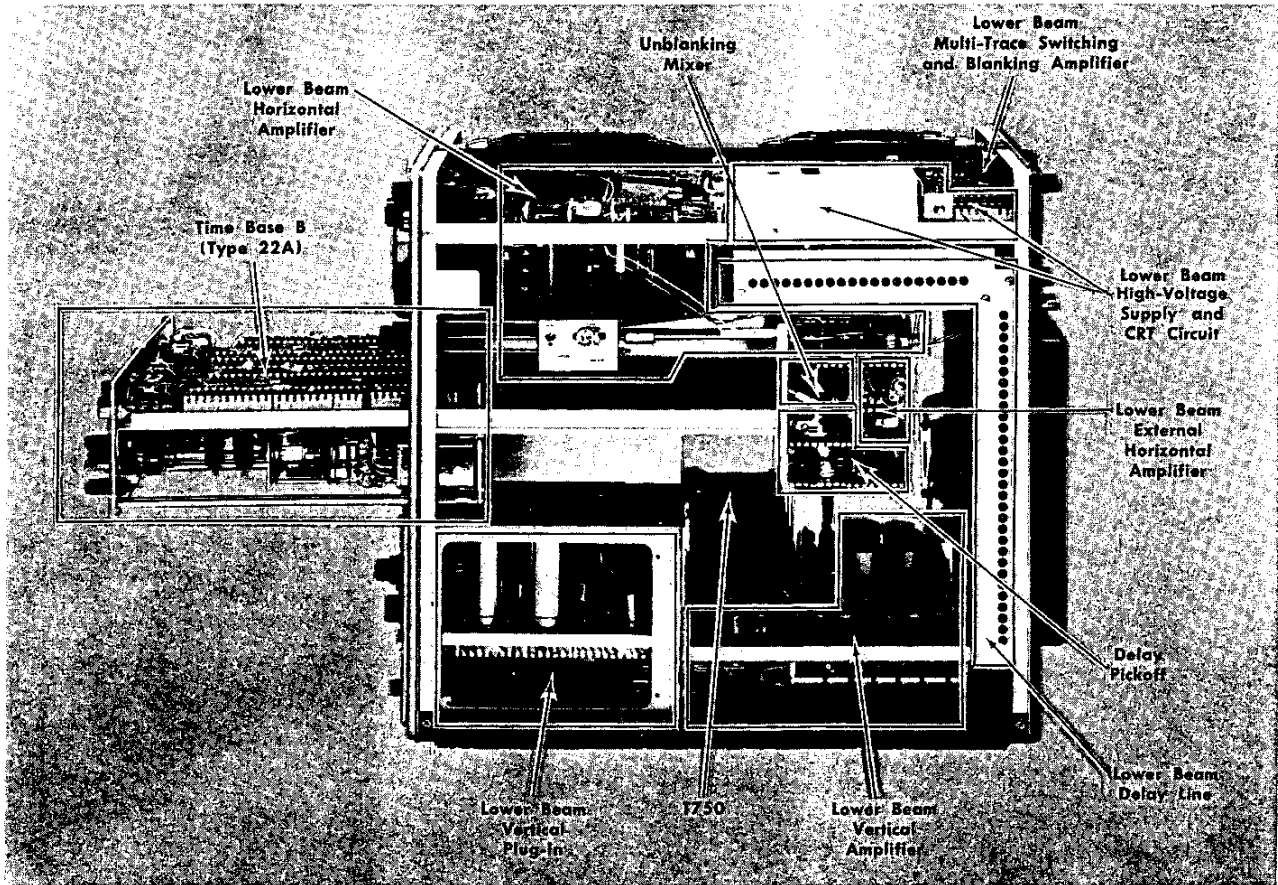 Lower Beam
Multi-Trace Switching
and Blanking Amplifier
Unblanking
Mixer
Lower Beam
Horizontal
Amplifier
Time Base B
(Type 22A)
Lower Beam
High-Voltage
Supply and
CRT Circuit
Lower Beam
External
Horizontal
Amplifier
Delay
Pickoff
Lower Beam
Delay Line
Lower Beam
Vertical
Plug-In
T750
Lower Beam
Vertical
Amplifier